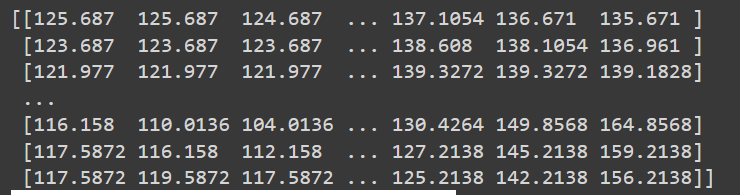 [[125.687 125.687 124.687 ... 137.1054 136.671 135.671 ]
[123.687 123.687 123.687 ... 138.608 138.1054 136.961 ]
[121.977 121.977 121.977 ... 139.3272 139.3272 139.1828]
...
[116.158 110.0136 104.0136 ... 130.4264 149.8568 164.8568]
[117.5872 116.158 112.158 ... 127.2138 145.2138 159.2138]
[117.5872 119.5872 117.5872 ... 125.2138 142.2138 156.2138]]